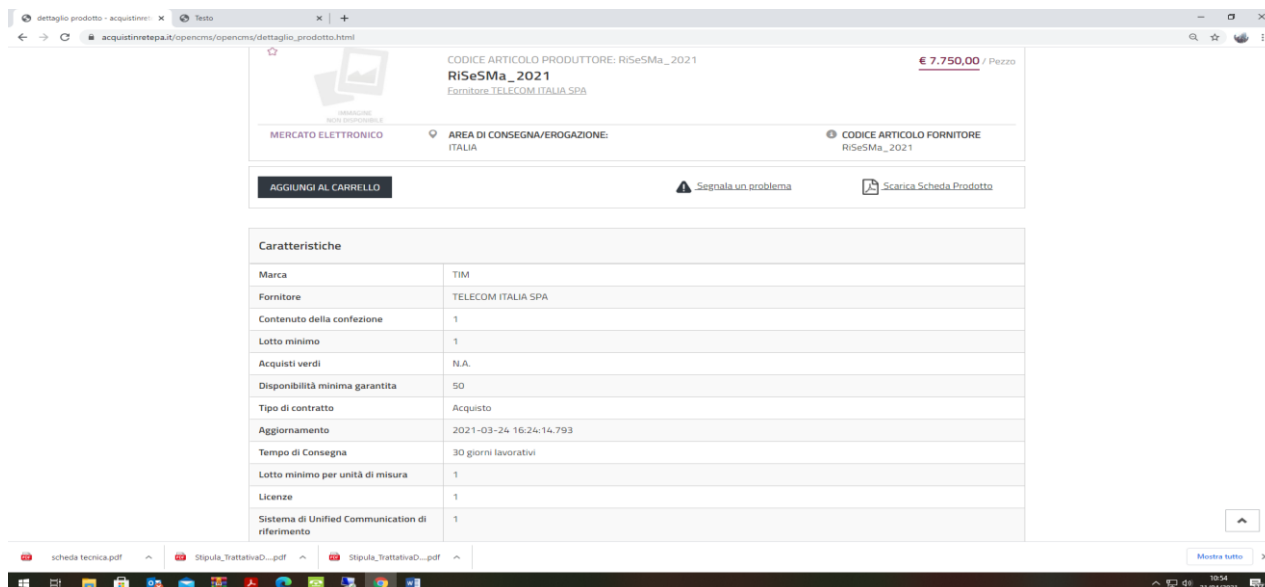 dettaglio prodotto - acquistinret
Testo
acquistinretepa.it/opencms/opencms/dettaglio_prodotto.html
IMMAGINE
NON DISPONIBILE
CODICE ARTICOLO PRODUTTORE: RiSeSMa_2021
RiSeSMa_2021
Fornitore TELECOM ITALIA SPA
€ 7.750,00 / Pezzo
MERCATO ELETTRONICO
AREA DI CONSEGNA/EROGAZIONE:
ITALIA
CODICE ARTICOLO FORNITORE
RiSeSMa_2021
AGGIUNGI AL CARRELLO
Segnala un problema
Scarica Scheda Prodotto
Caratteristiche
Marca TIM
Fornitore TELECOM ITALIA SPA
Contenuto della confezione 1
Lotto minimo 1
Acquisti verdi N.A.
Disponibilità minima garantita 50
Tipo di contratto Acquisto
Aggiornamento 2021-03-24 16:24:14.793
Tempo di Consegna 30 giorni lavorativi
Lotto minimo per unità di misura 1
Licenze 1
Sistema di Unified Communication di 1
riferimento
scheda tecnica.pdf
Stipula_TrattativaD....pdf
Stipula_TrattativaD....pdf
Mostra tutto
10:54